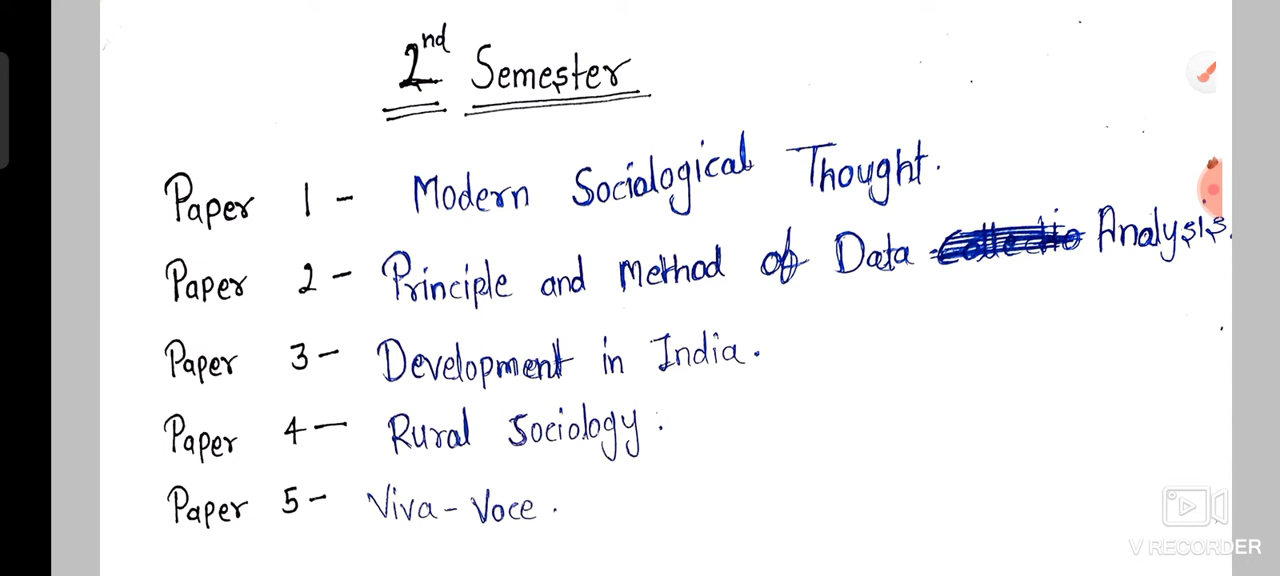 2nd Semester
Paper 1 - Modern Sociological Thought.
Paper 2 - Principle and Method of Data Analysis.
Paper 3 - Development in India.
Paper 4 - Rural Sociology.
Paper 5 - Viva-Voce.
V RECORDER